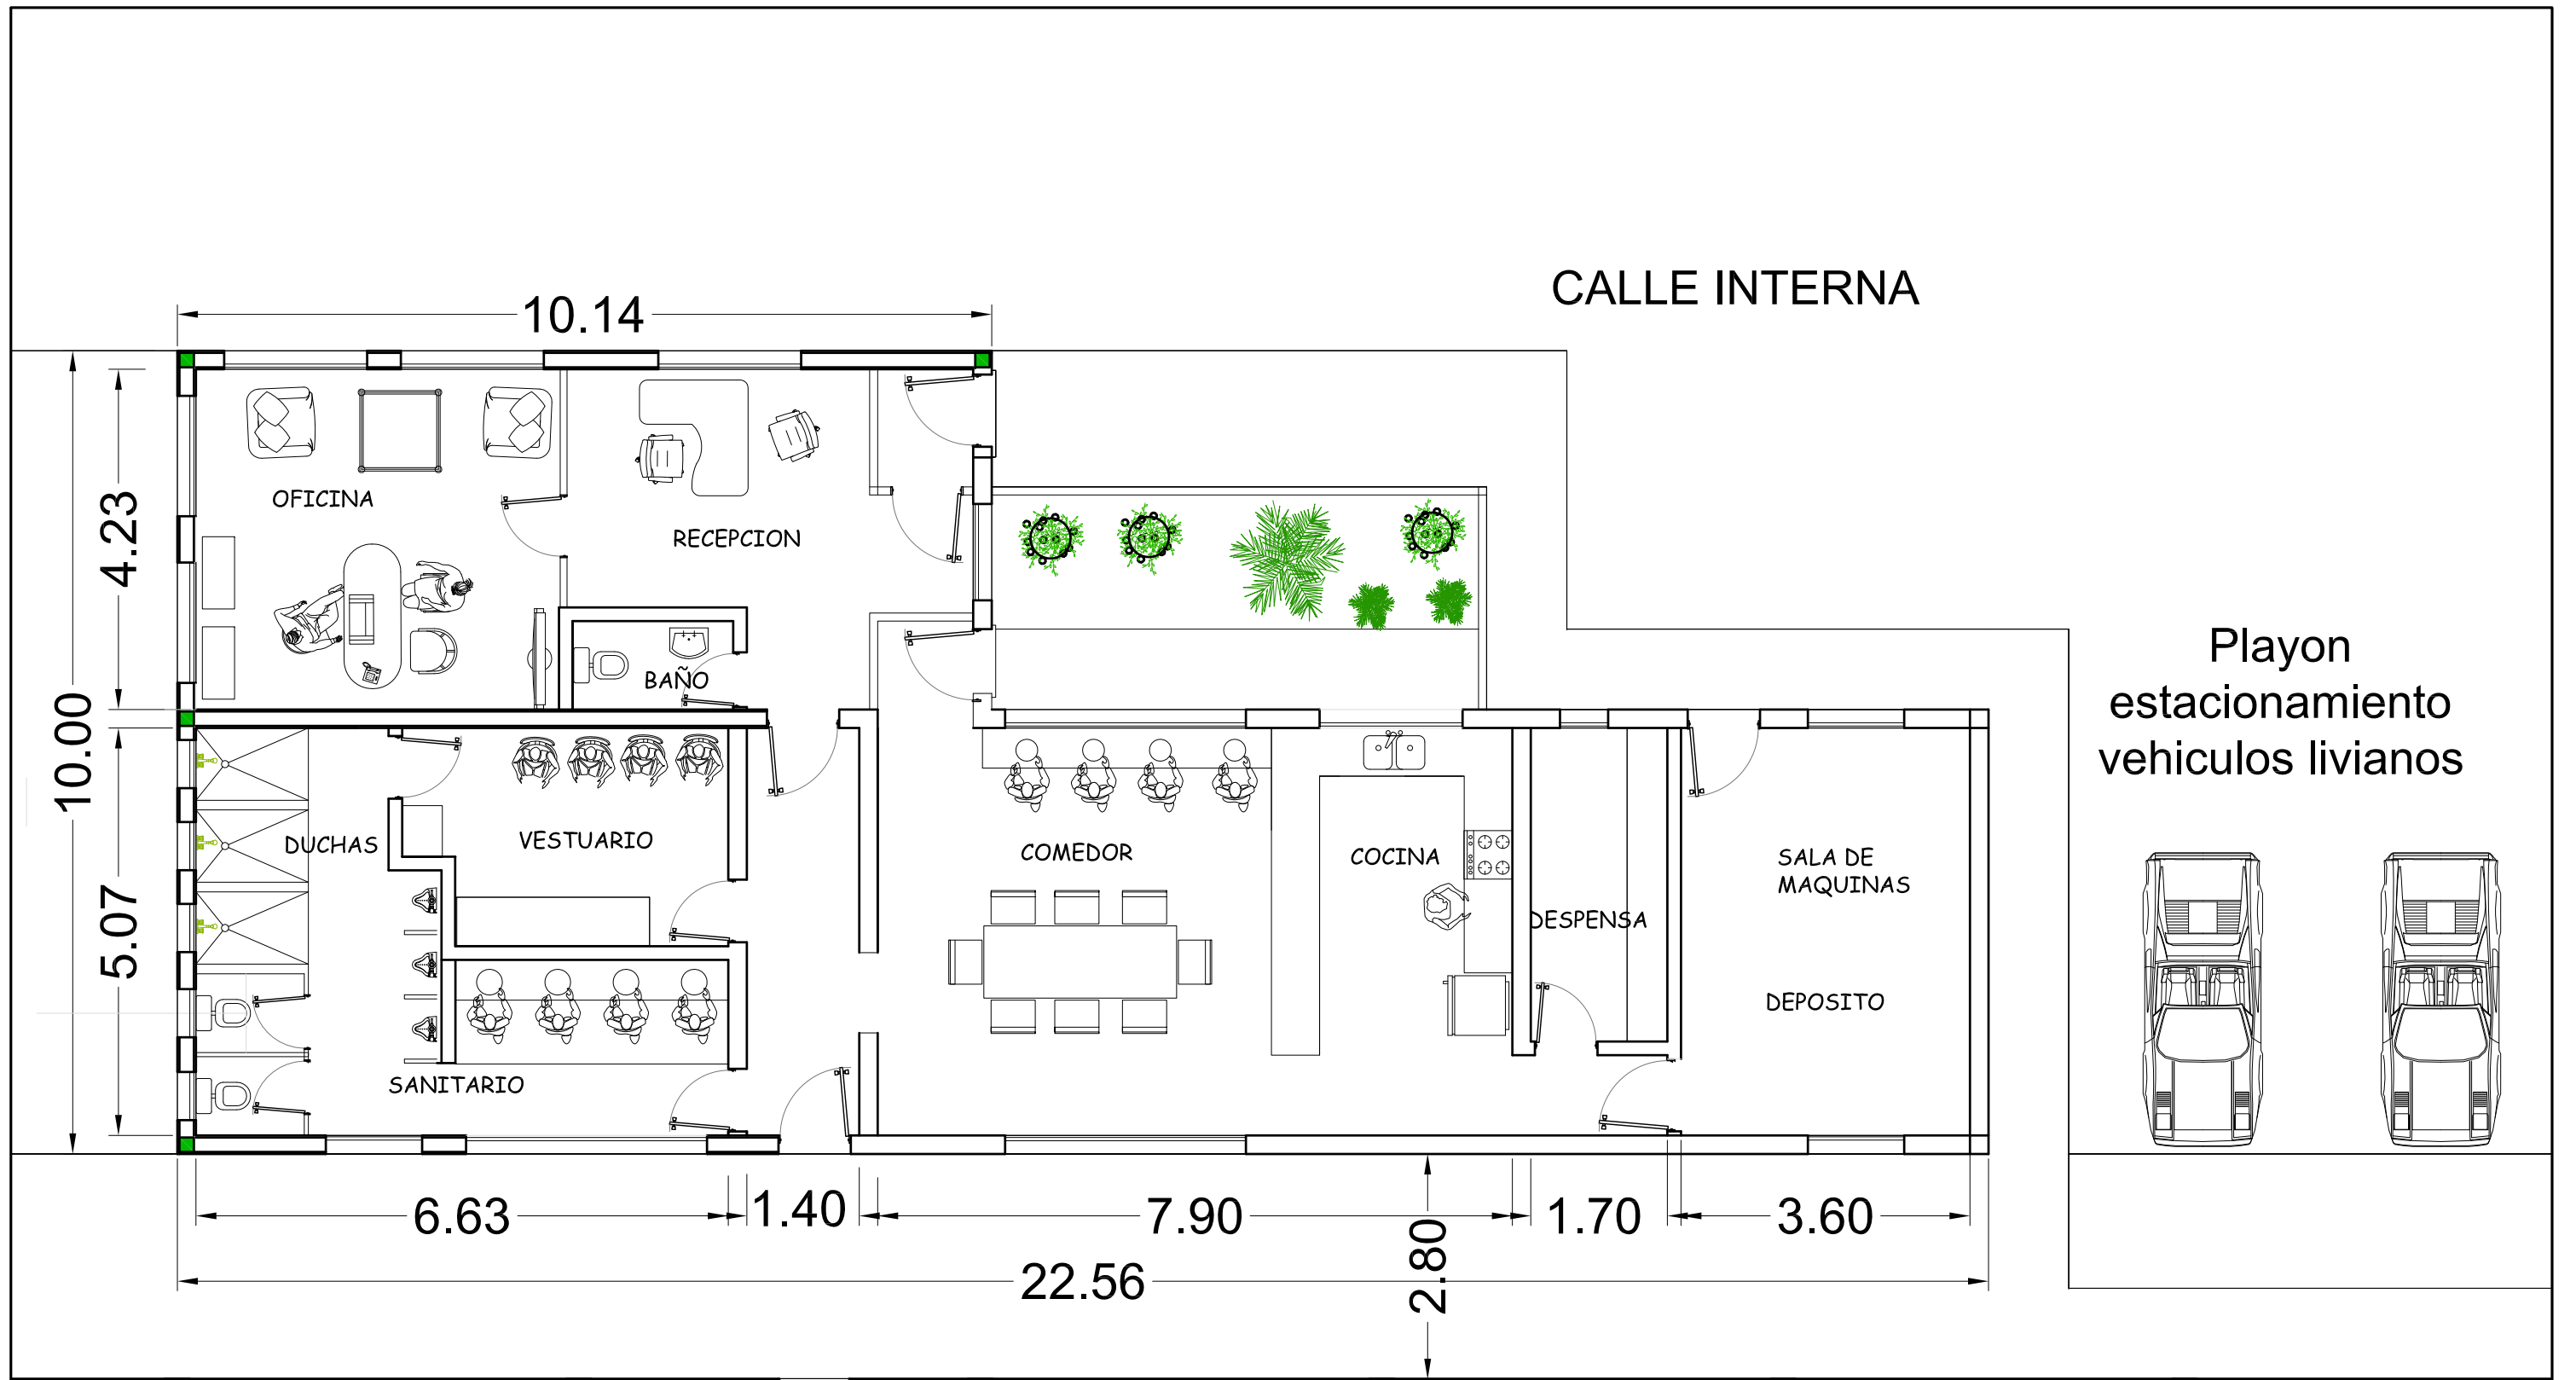 CALLE INTERNA
10.14
OFICINA
RECEPCION
4.23
10.00
BAÑO
Playon
estacionamiento
vehiculos livianos
DUCHAS
VESTUARIO
COMEDOR
COCINA
SALA DE
MAQUINAS
DESPENSA
5.07
DEPOSITO
SANITARIO
6.63
1.40
7.90
1.70
3.60
2.80
22.56